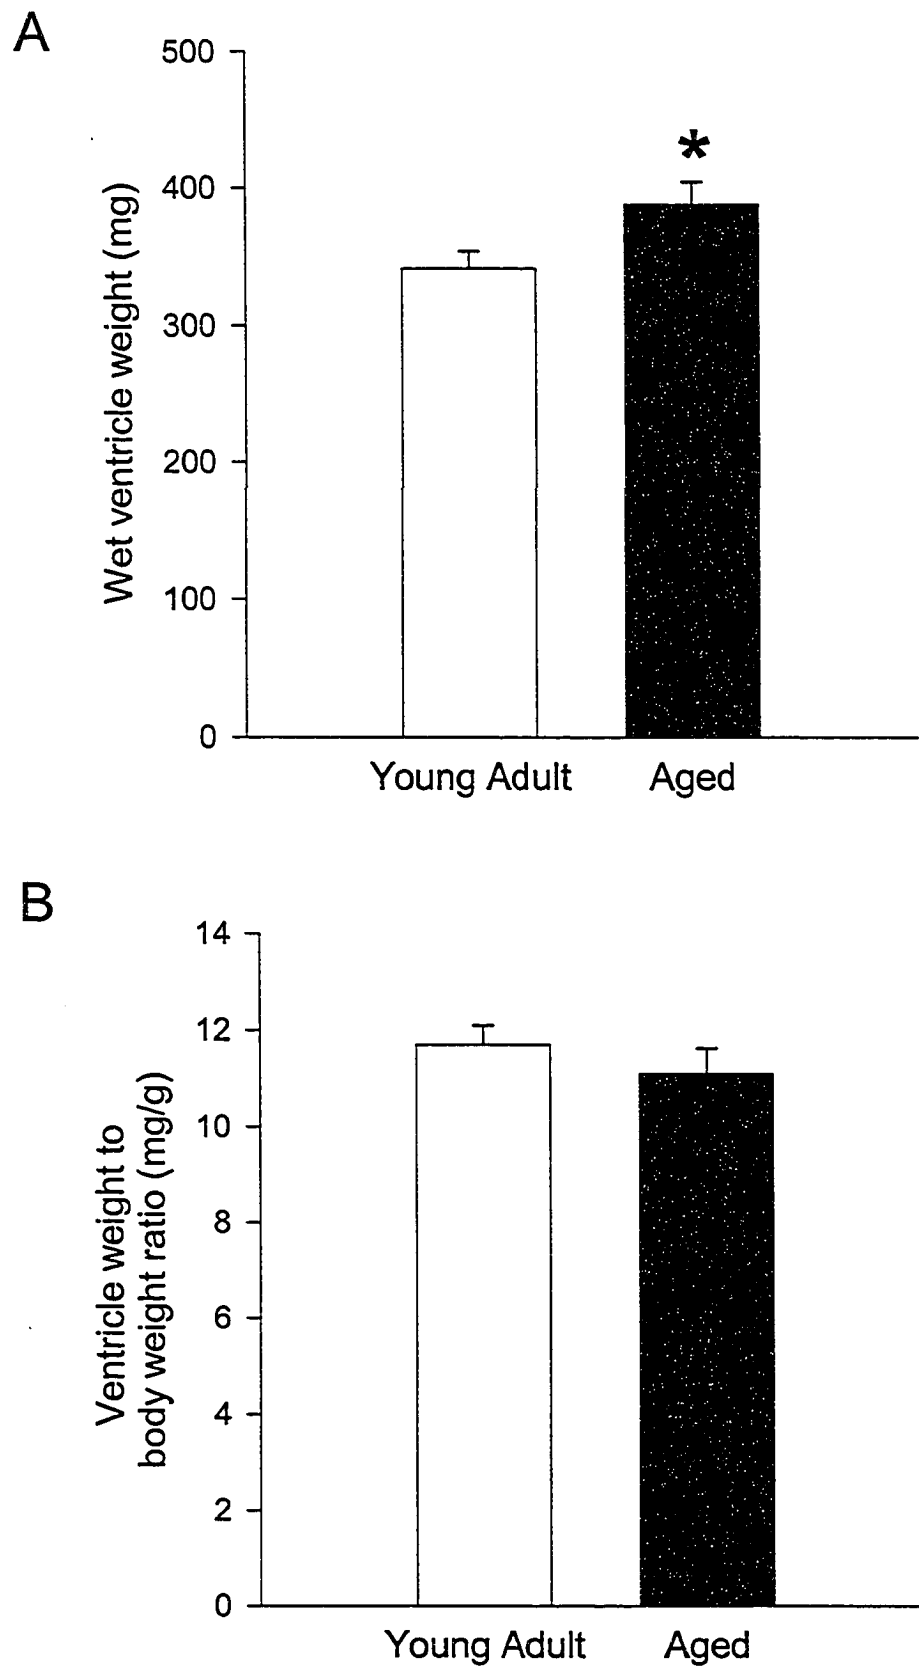 A
500
400
300
200
100
0
Wet ventricle weight (mg)
*
Young Adult Aged
B
14
12
10
8
6
4
2
0
Ventricle weight to
body weight ratio (mg/g)
Young Adult Aged